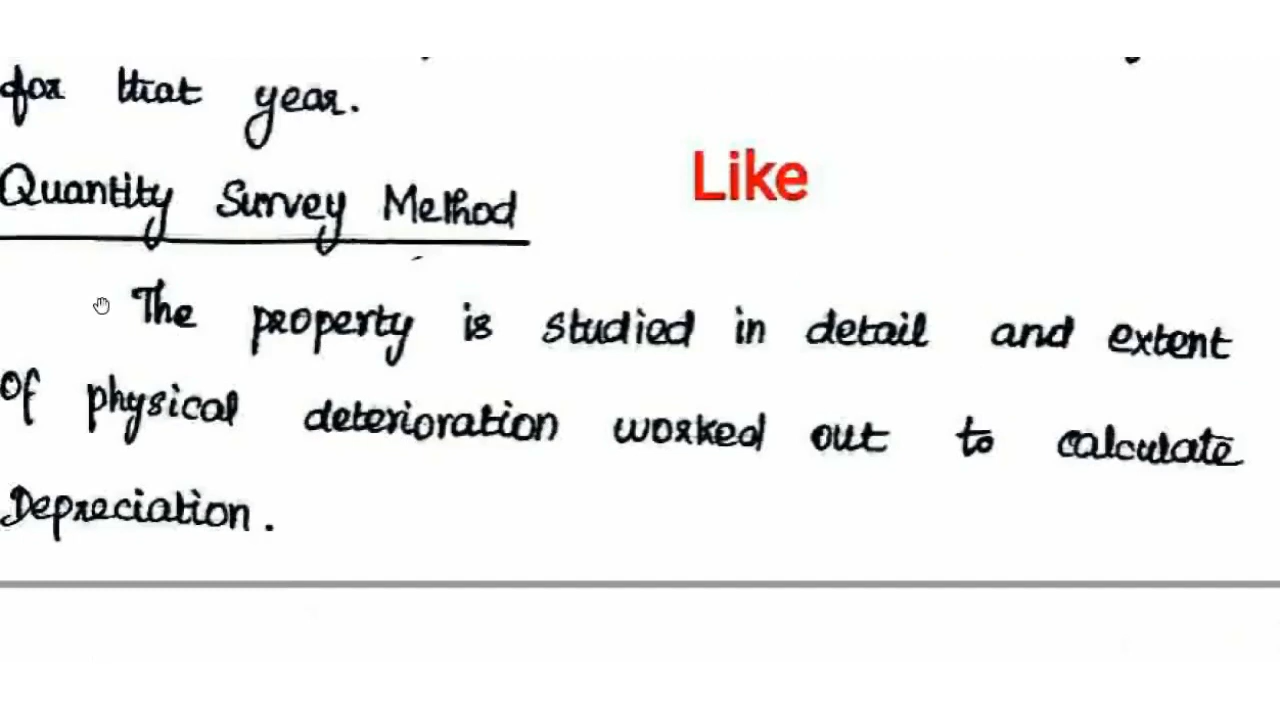 for that year.
Quantity Survey Method
Like
The property is studied in detail and extent
Of physical deterioration worked out to calculate
Depreciation.